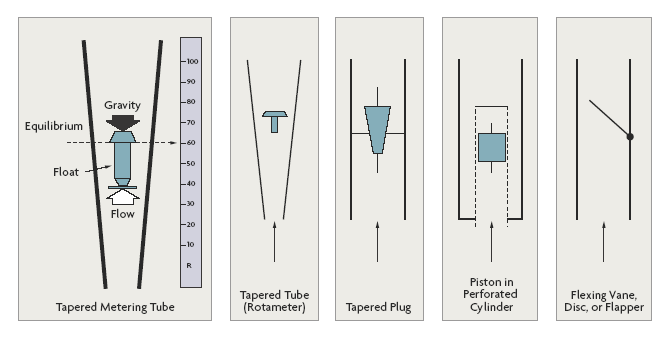 Gravity
Equilibrium
Float
Flow
100
90
80
70
60
50
40
30
20
10
R
Tapered Metering Tube
Tapered Tube
(Rotameter)
Tapered Plug
Piston in
Perforated
Cylinder
Flexing Vane,
Disc, or Flapper